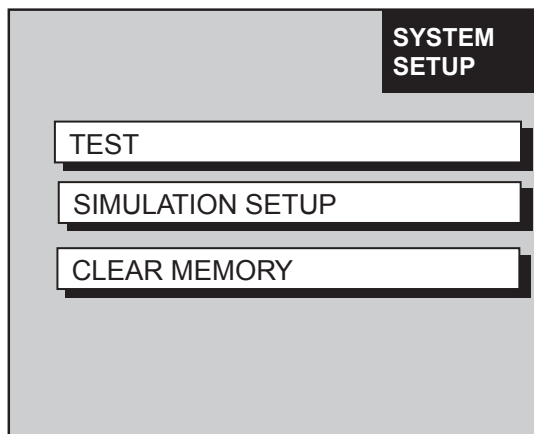 SYSTEM
SETUP
TEST
SIMULATION SETUP
CLEAR MEMORY